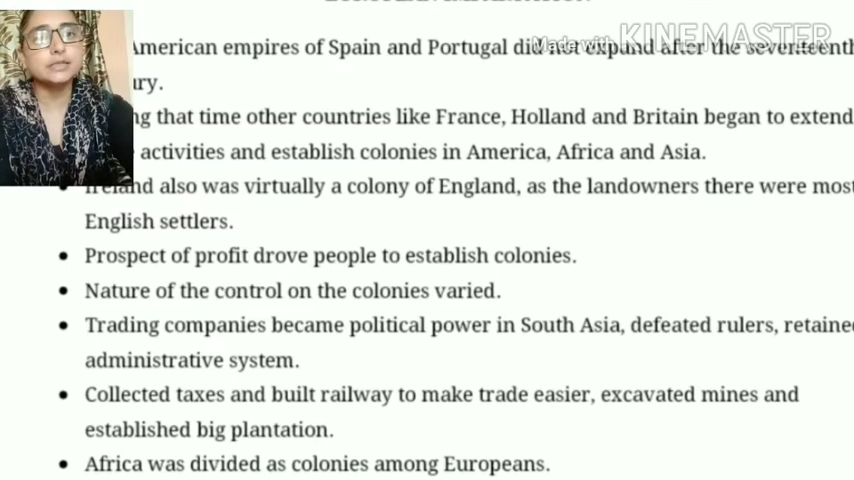 American empires of Spain and Portugal did not expand after the seventeenth
ury.
ng that time other countries like France, Holland and Britain began to extend
activities and establish colonies in America, Africa and Asia.
Ireland also was virtually a colony of England, as the landowners there were most
English settlers.
Prospect of profit drove people to establish colonies.
Nature of the control on the colonies varied.
Trading companies became political power in South Asia, defeated rulers, retained
administrative system.
Collected taxes and built railway to make trade easier, excavated mines and
established big plantation.
Africa was divided as colonies among Europeans.
Made with KINEMASTER